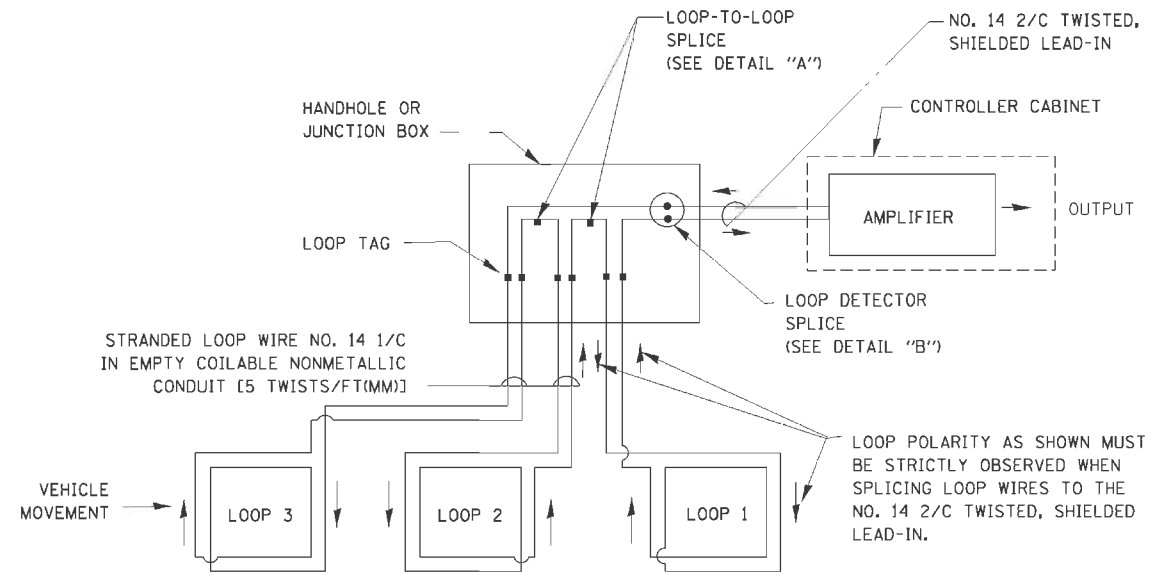 LOOP-TO-LOOP
SPLICE
(SEE DETAIL "A")
NO. 14 2/C TWISTED,
SHIELDED LEAD-IN
HANDHOLE OR
JUNCTION BOX
CONTROLLER CABINET
AMPLIFIER
OUTPUT
LOOP TAG
LOOP DETECTOR
SPLICE
(SEE DETAIL "B")
STRANDED LOOP WIRE NO. 14 1/C
IN EMPTY COILABLE NONMETALLIC
CONDUIT [5 TWISTS/FT(MM)]
LOOP POLARITY AS SHOWN MUST
BE STRICTLY OBSERVED WHEN
SPLICING LOOP WIRES TO THE
NO. 14 2/C TWISTED, SHIELDED
LEAD-IN.
VEHICLE
MOVEMENT
LOOP 3
LOOP 2
LOOP 1